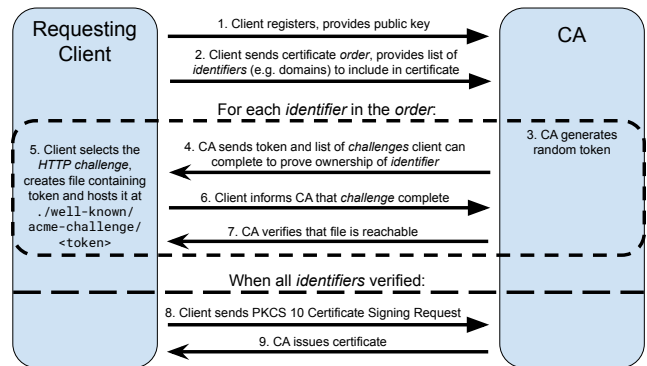 Requesting
Client
CA
1. Client registers, provides public key
2. Client sends certificate order, provides list of
identifiers (e.g. domains) to include in certificate
For each identifier in the order:
3. CA generates
random token
4. CA sends token and list of challenges client can
complete to prove ownership of identifier
5. Client selects the
HTTP challenge,
creates file containing
token and hosts it at
./well-known/
acme-challenge/
<token>
6. Client informs CA that challenge complete
7. CA verifies that file is reachable
When all identifiers verified:
8. Client sends PKCS 10 Certificate Signing Request
9. CA issues certificate